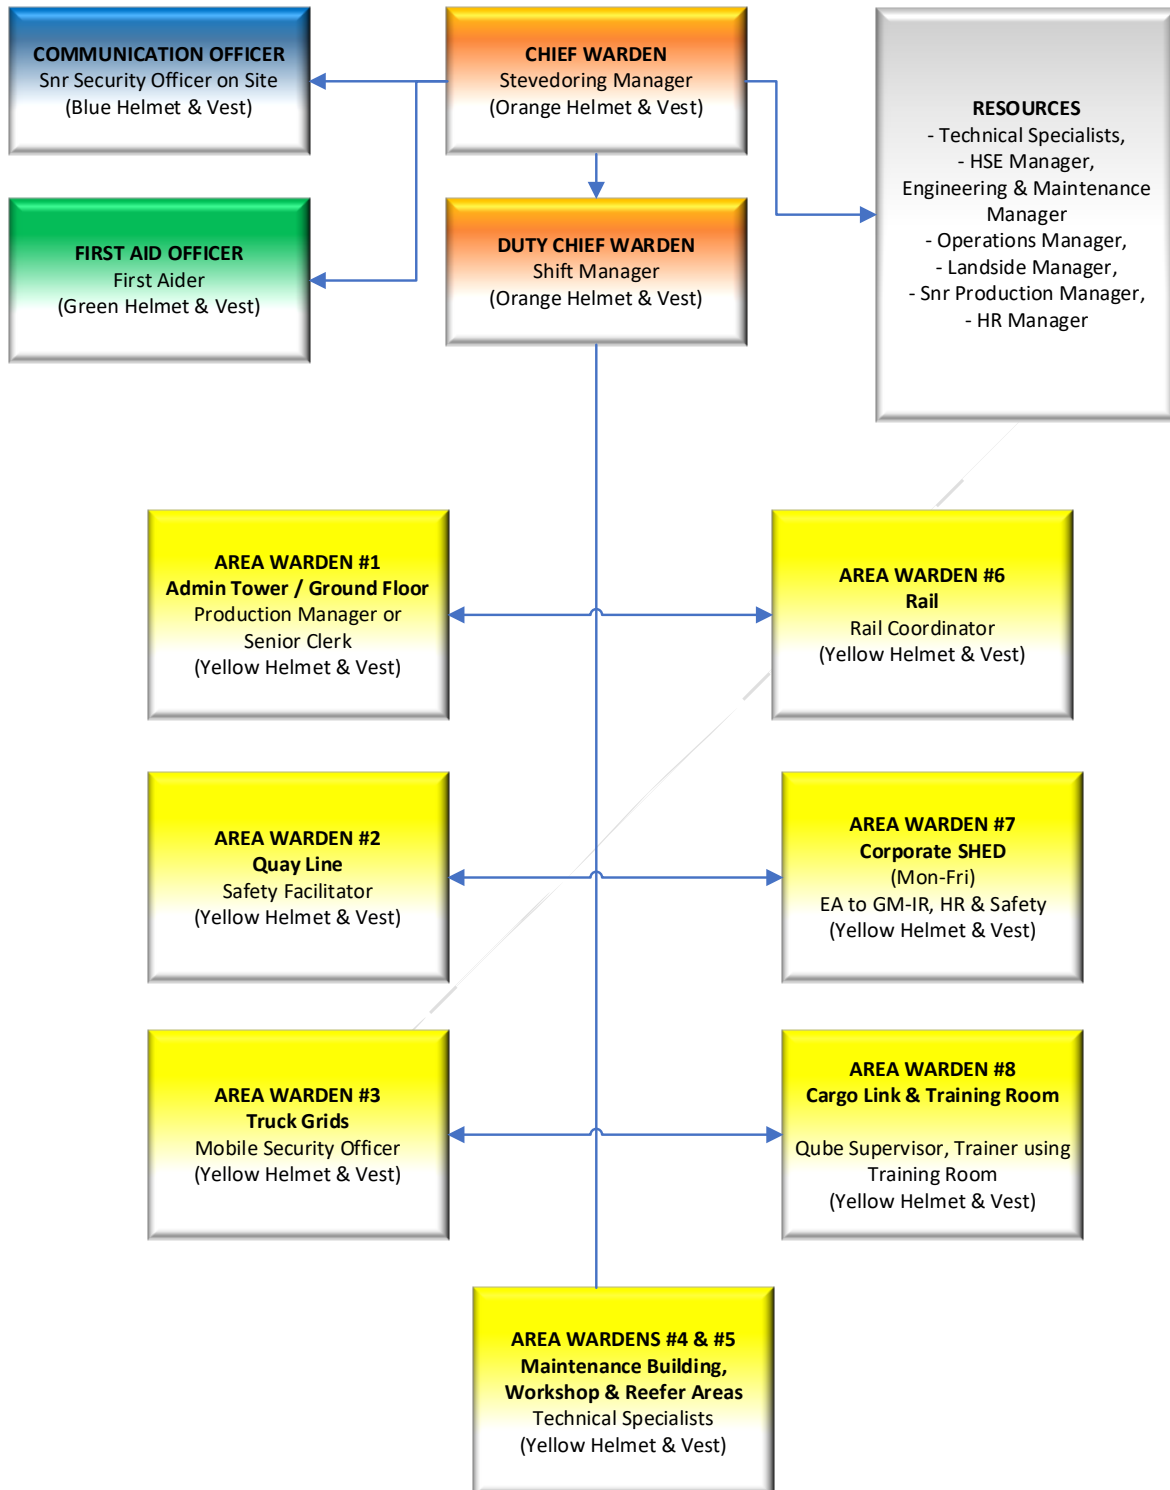 COMMUNICATION OFFICER
Snr Security Officer on Site
(Blue Helmet & Vest)
CHIEF WARDEN
Stevedoring Manager
(Orange Helmet & Vest)
RESOURCES
- Technical Specialists,
- HSE Manager,
Engineering & Maintenance
Manager
- Operations Manager,
- Landside Manager,
- Snr Production Manager,
- HR Manager
FIRST AID OFFICER
First Aider
(Green Helmet & Vest)
DUTY CHIEF WARDEN
Shift Manager
(Orange Helmet & Vest)
AREA WARDEN #1
Admin Tower / Ground Floor
Production Manager or
Senior Clerk
(Yellow Helmet & Vest)
AREA WARDEN #6
Rail
Rail Coordinator
(Yellow Helmet & Vest)
AREA WARDEN #2
Quay Line
Safety Facilitator
(Yellow Helmet & Vest)
AREA WARDEN #7
Corporate SHED
(Mon-Fri)
EA to GM-IR, HR & Safety
(Yellow Helmet & Vest)
AREA WARDEN #3
Truck Grids
Mobile Security Officer
(Yellow Helmet & Vest)
AREA WARDEN #8
Cargo Link & Training Room
Qube Supervisor, Trainer using
Training Room
(Yellow Helmet & Vest)
AREA WARDENS #4 & #5
Maintenance Building,
Workshop & Reefer Areas
Technical Specialists
(Yellow Helmet & Vest)